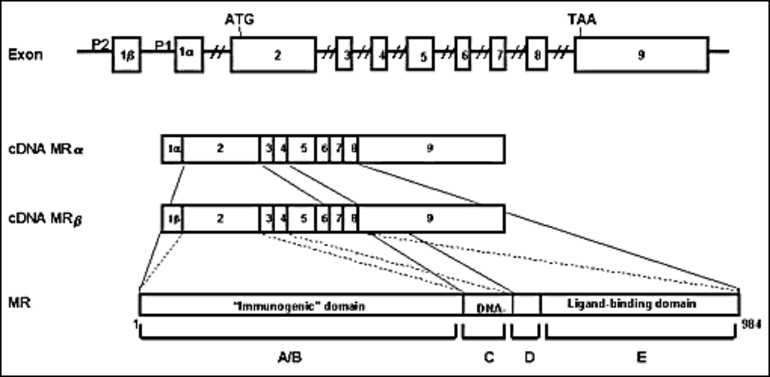 ATG TAA
Exon P2 1β P1 1α 2 3 4 5 6 7 8 9
cDNA MRα 1α 2 3 4 5 6 7 8 9
cDNA MRβ 1β 2 3 4 5 6 7 8 9
MR "Immunogenic" domain DNA- Ligand-binding domain
1 984
A/B C D E